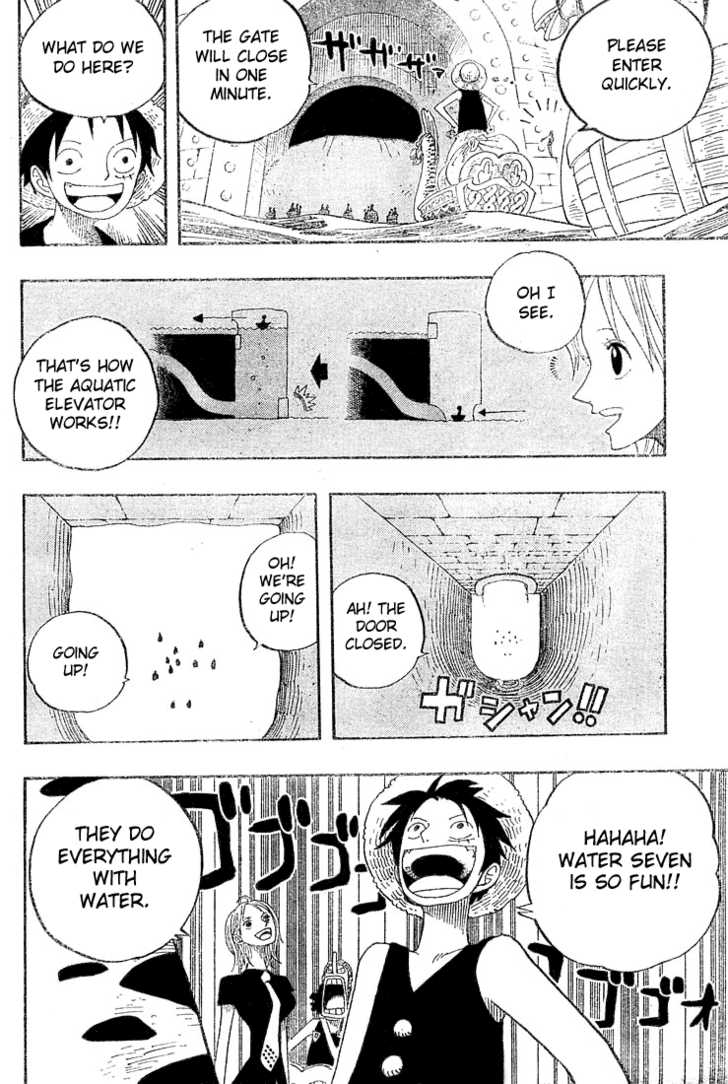 PLEASE
ENTER
QUICKLY.
ザザザザ
THE GATE
WILL CLOSE
IN ONE
MINUTE.
WHAT DO WE
DO HERE?
OH I
SEE.
THAT'S HOW
THE AQUATIC
ELEVATOR
WORKS!!
AH! THE
DOOR
CLOSED.
ガシャン!!
OH!
WE'RE
GOING
UP!
GOING
UP!
HAHAHA!
WATER SEVEN
IS SO FUN!!
THEY DO
EVERYTHING
WITH
WATER.
ゴゴゴゴ
ゴゴゴオ